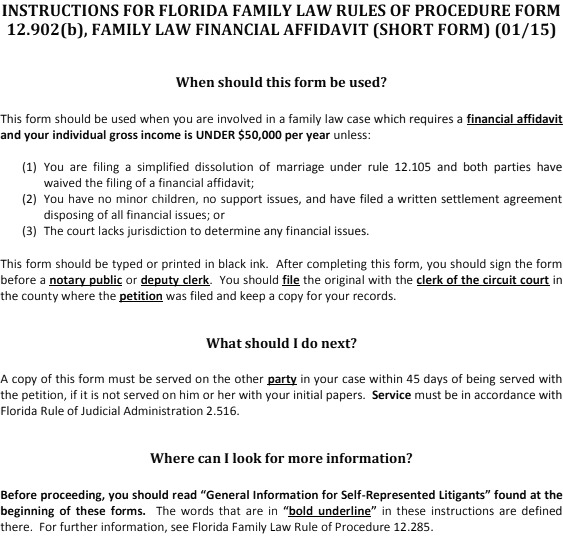 INSTRUCTIONS FOR FLORIDA FAMILY LAW RULES OF PROCEDURE FORM
12.902(b), FAMILY LAW FINANCIAL AFFIDAVIT (SHORT FORM) (01/15)
When should this form be used?
This form should be used when you are involved in a family law case which requires a financial affidavit
and your individual gross income is UNDER $50,000 per year unless:
(1) You are filing a simplified dissolution of marriage under rule 12.105 and both parties have
waived the filing of a financial affidavit;
(2) You have no minor children, no support issues, and have filed a written settlement agreement
disposing of all financial issues; or
(3) The court lacks jurisdiction to determine any financial issues.
This form should be typed or printed in black ink. After completing this form, you should sign the form
before a notary public or deputy clerk. You should file the original with the clerk of the circuit court in
the county where the petition was filed and keep a copy for your records.
What should I do next?
A copy of this form must be served on the other party in your case within 45 days of being served with
the petition, if it is not served on him or her with your initial papers. Service must be in accordance with
Florida Rule of Judicial Administration 2.516.
Where can I look for more information?
Before proceeding, you should read “General Information for Self-Represented Litigants” found at the
beginning of these forms. The words that are in “bold underline” in these instructions are defined
there. For further information, see Florida Family Law Rule of Procedure 12.285.